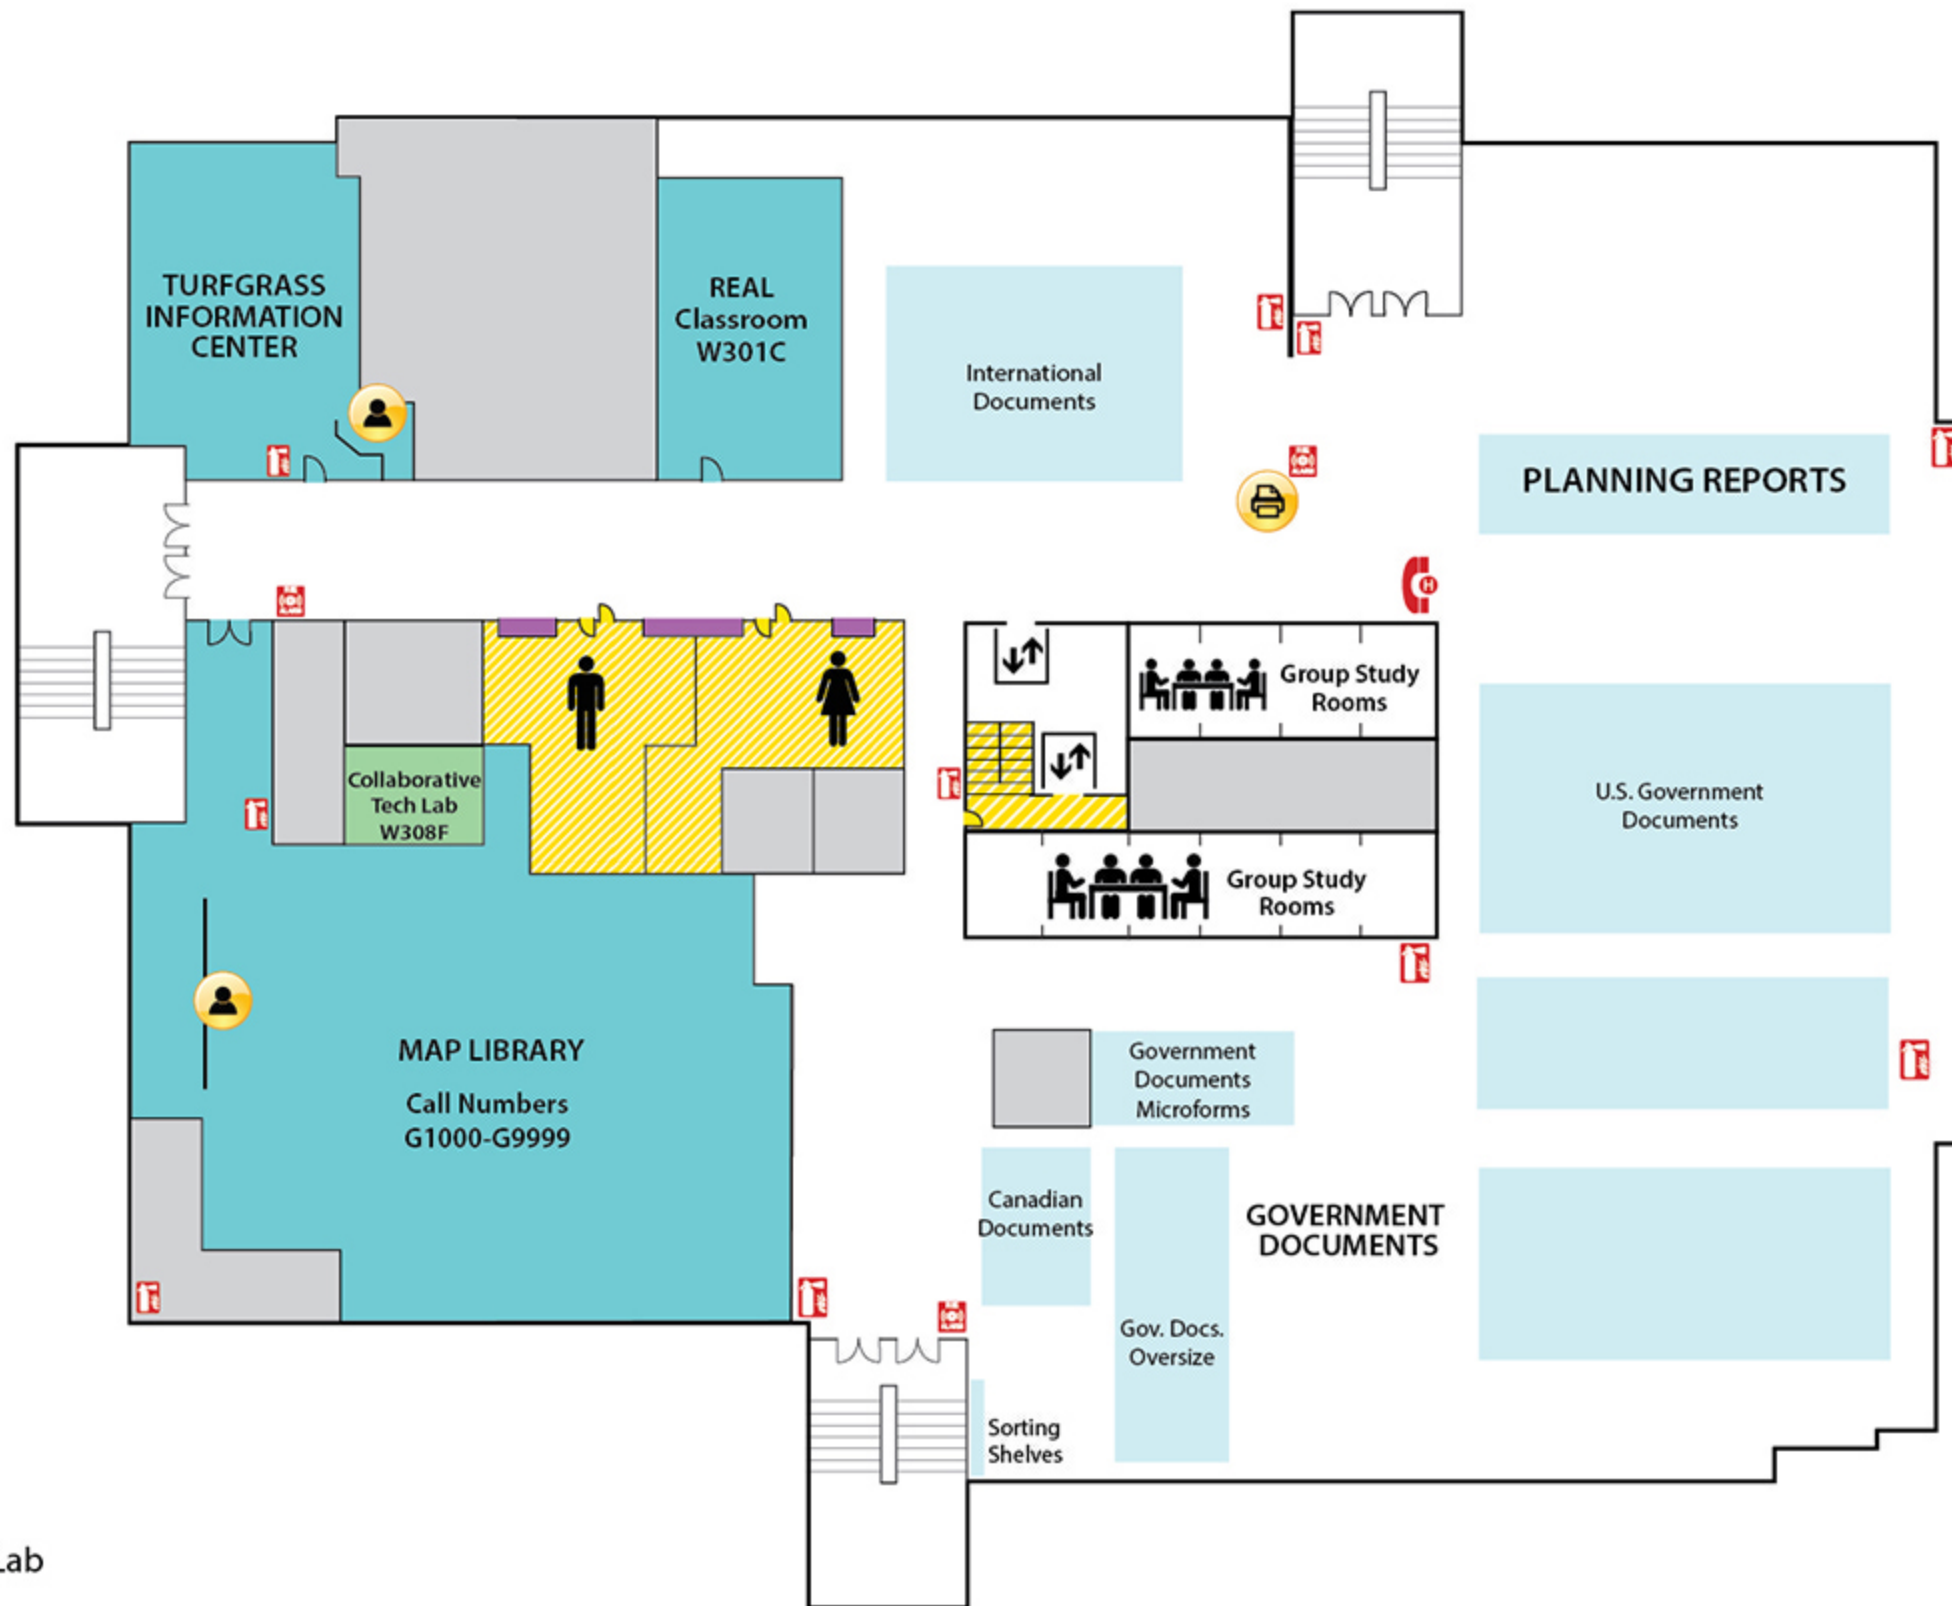 TURFGRASS
INFORMATION
CENTER
REAL
Classroom
W301C
International
Documents
PLANNING REPORTS
H
Group Study
Rooms
Collaborative
Tech Lab
W308F
U.S. Government
Documents
Group Study
Rooms
MAP LIBRARY
Call Numbers
G1000-G9999
Government
Documents
Microforms
Canadian
Documents
GOVERNMENT
DOCUMENTS
Gov. Docs.
Oversize
Sorting
Shelves
Lab